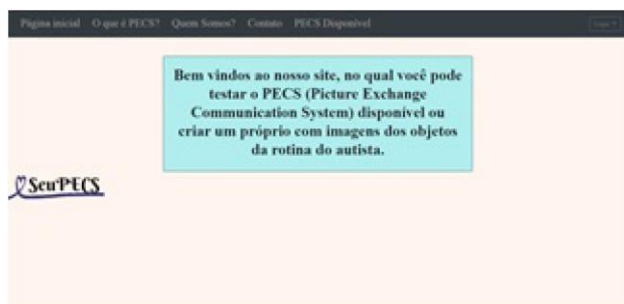 Página inicial O que é PECS? Quem Somos? Contato PECS Disponível
Bem vindos ao nosso site, no qual você pode
testar o PECS (Picture Exchange
Communication System) disponível ou
criar um próprio com imagens dos objetos
da rotina do autista.
SeuPECS